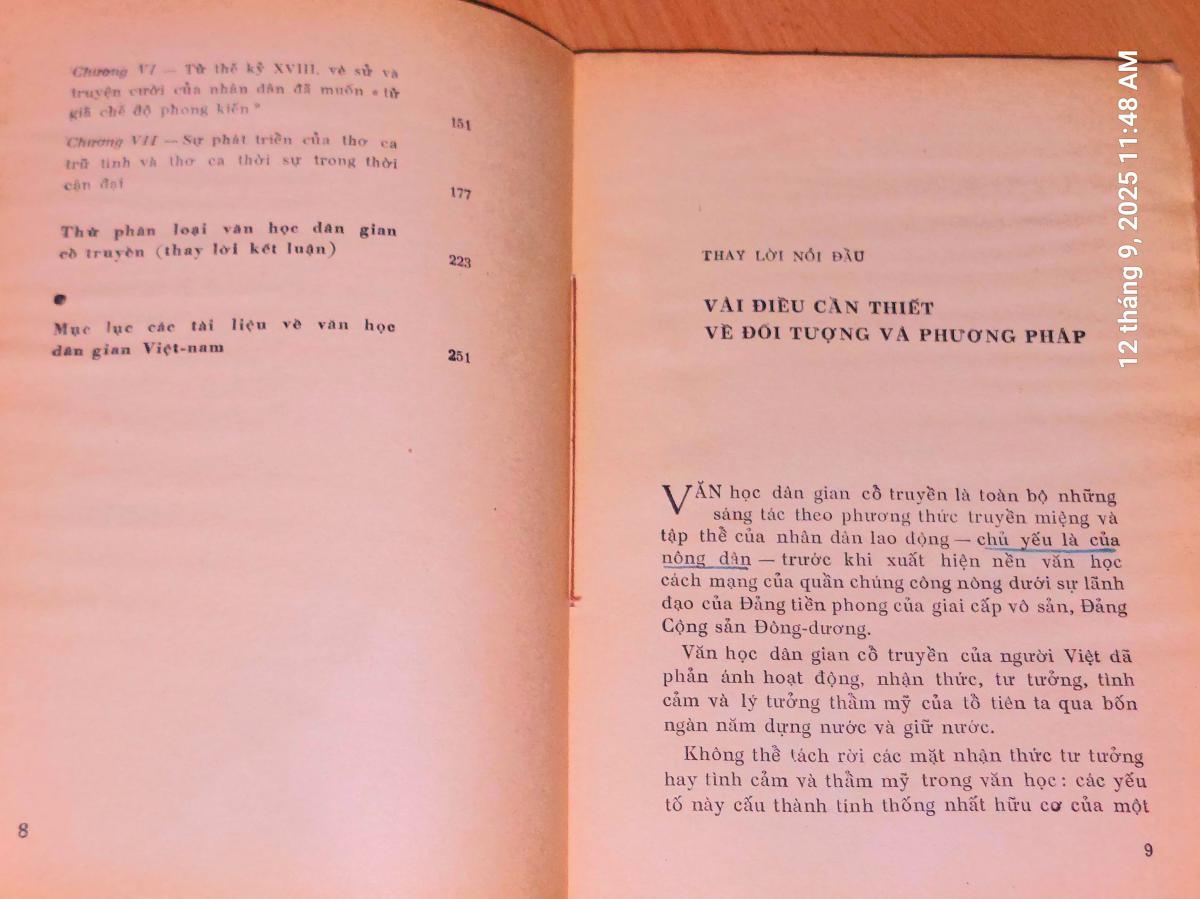 Chương VI — Từ thế kỷ XVIII, vè sử và
truyện cười của nhân dân đã muốn « từ
giã chế độ phong kiến »
151
Chương VII — Sự phát triển của thơ ca
trữ tình và thơ ca thời sự trong thời
cận đại
177
Thử phân loại văn học dân gian
cổ truyền (thay lời kết luận)
223
Mục lục các tài liệu về văn học
dân gian Việt-nam
251
8
THAY LỜI NÓI ĐẦU
VÀI ĐIỀU CẦN THIẾT
VỀ ĐỐI TƯỢNG VÀ PHƯƠNG PHÁP
VĂN học dân gian cổ truyền là toàn bộ những
sáng tác theo phương thức truyền miệng và
tập thể của nhân dân lao động — chủ yếu là của
nông dân — trước khi xuất hiện nền văn học
cách mạng của quần chúng công nông dưới sự lãnh
đạo của Đảng tiền phong của giai cấp vô sản, Đảng
Cộng sản Đông-dương.
Văn học dân gian cổ truyền của người Việt đã
phản ánh hoạt động, nhận thức, tư tưởng, tình
cảm và lý tưởng thẩm mỹ của tổ tiên ta qua bốn
ngàn năm dựng nước và giữ nước.
Không thể tách rời các mặt nhận thức tư tưởng
hay tình cảm và thẩm mỹ trong văn học : các yếu
tố này cấu thành tính thống nhất hữu cơ của một
9
12 tháng 9, 2025 11:48 AM